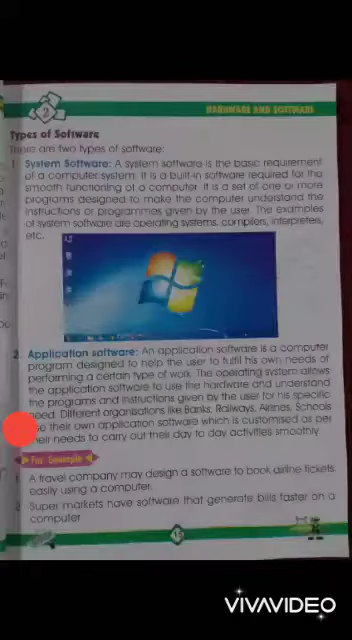 2
HARDWARE AND SOFTWARE
Types of Software
There are two types of software:
1. System Software: A system software is the basic requirement
of a computer system. It is a built-in software required for the
smooth functioning of a computer. It is a set of one or more
programs designed to make the computer understand the
instructions or programmes given by the user. The examples
of system software are operating systems, compilers, interpreters,
etc.
2. Application software: An application software is a computer
program designed to help the user to fulfil his own needs of
performing a certain type of work. The operating system allows
the application software to use the hardware and understand
the programs and instructions given by the user for his specific
need. Different organisations like Banks, Railways, Airlines, Schools
use their own application software which is customised as per
their needs to carry out their day to day activities smoothly
For Example
1. A travel company may design a software to book airline tickets
easily using a computer.
2. Super markets have software that generate bills faster on a
computer
15
VIVAVIDEO